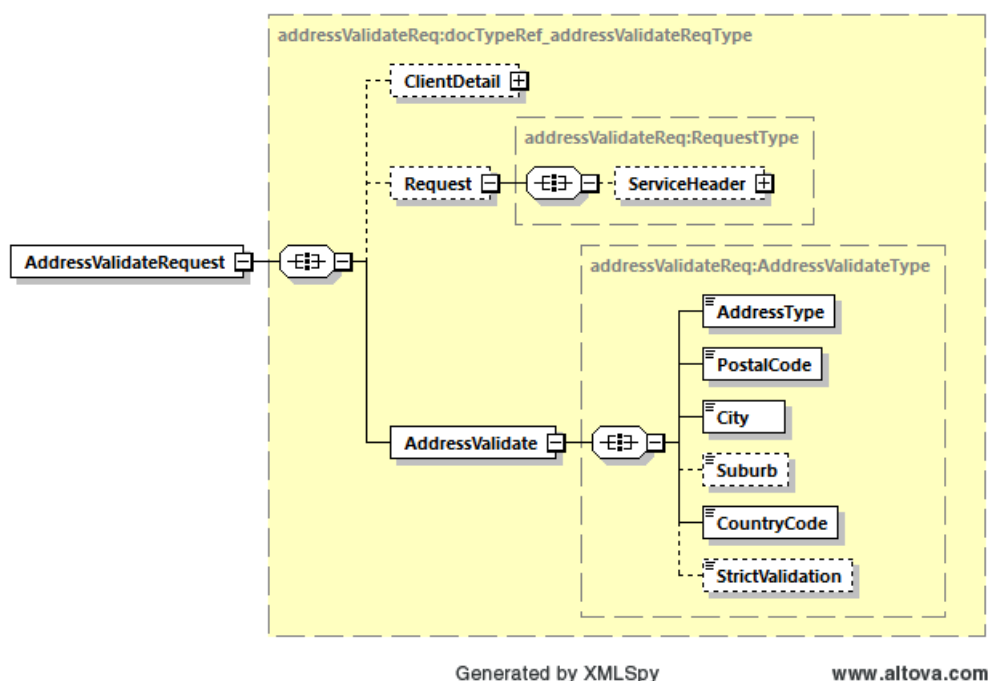 addressValidateReq:docTypeRef_addressValidateReqType
ClientDetail
addressValidateReq:RequestType
Request
ServiceHeader
AddressValidateRequest
addressValidateReq:AddressValidateType
AddressType
PostalCode
City
AddressValidate
Suburb
CountryCode
StrictValidation
Generated by XMLSpy
www.altova.com